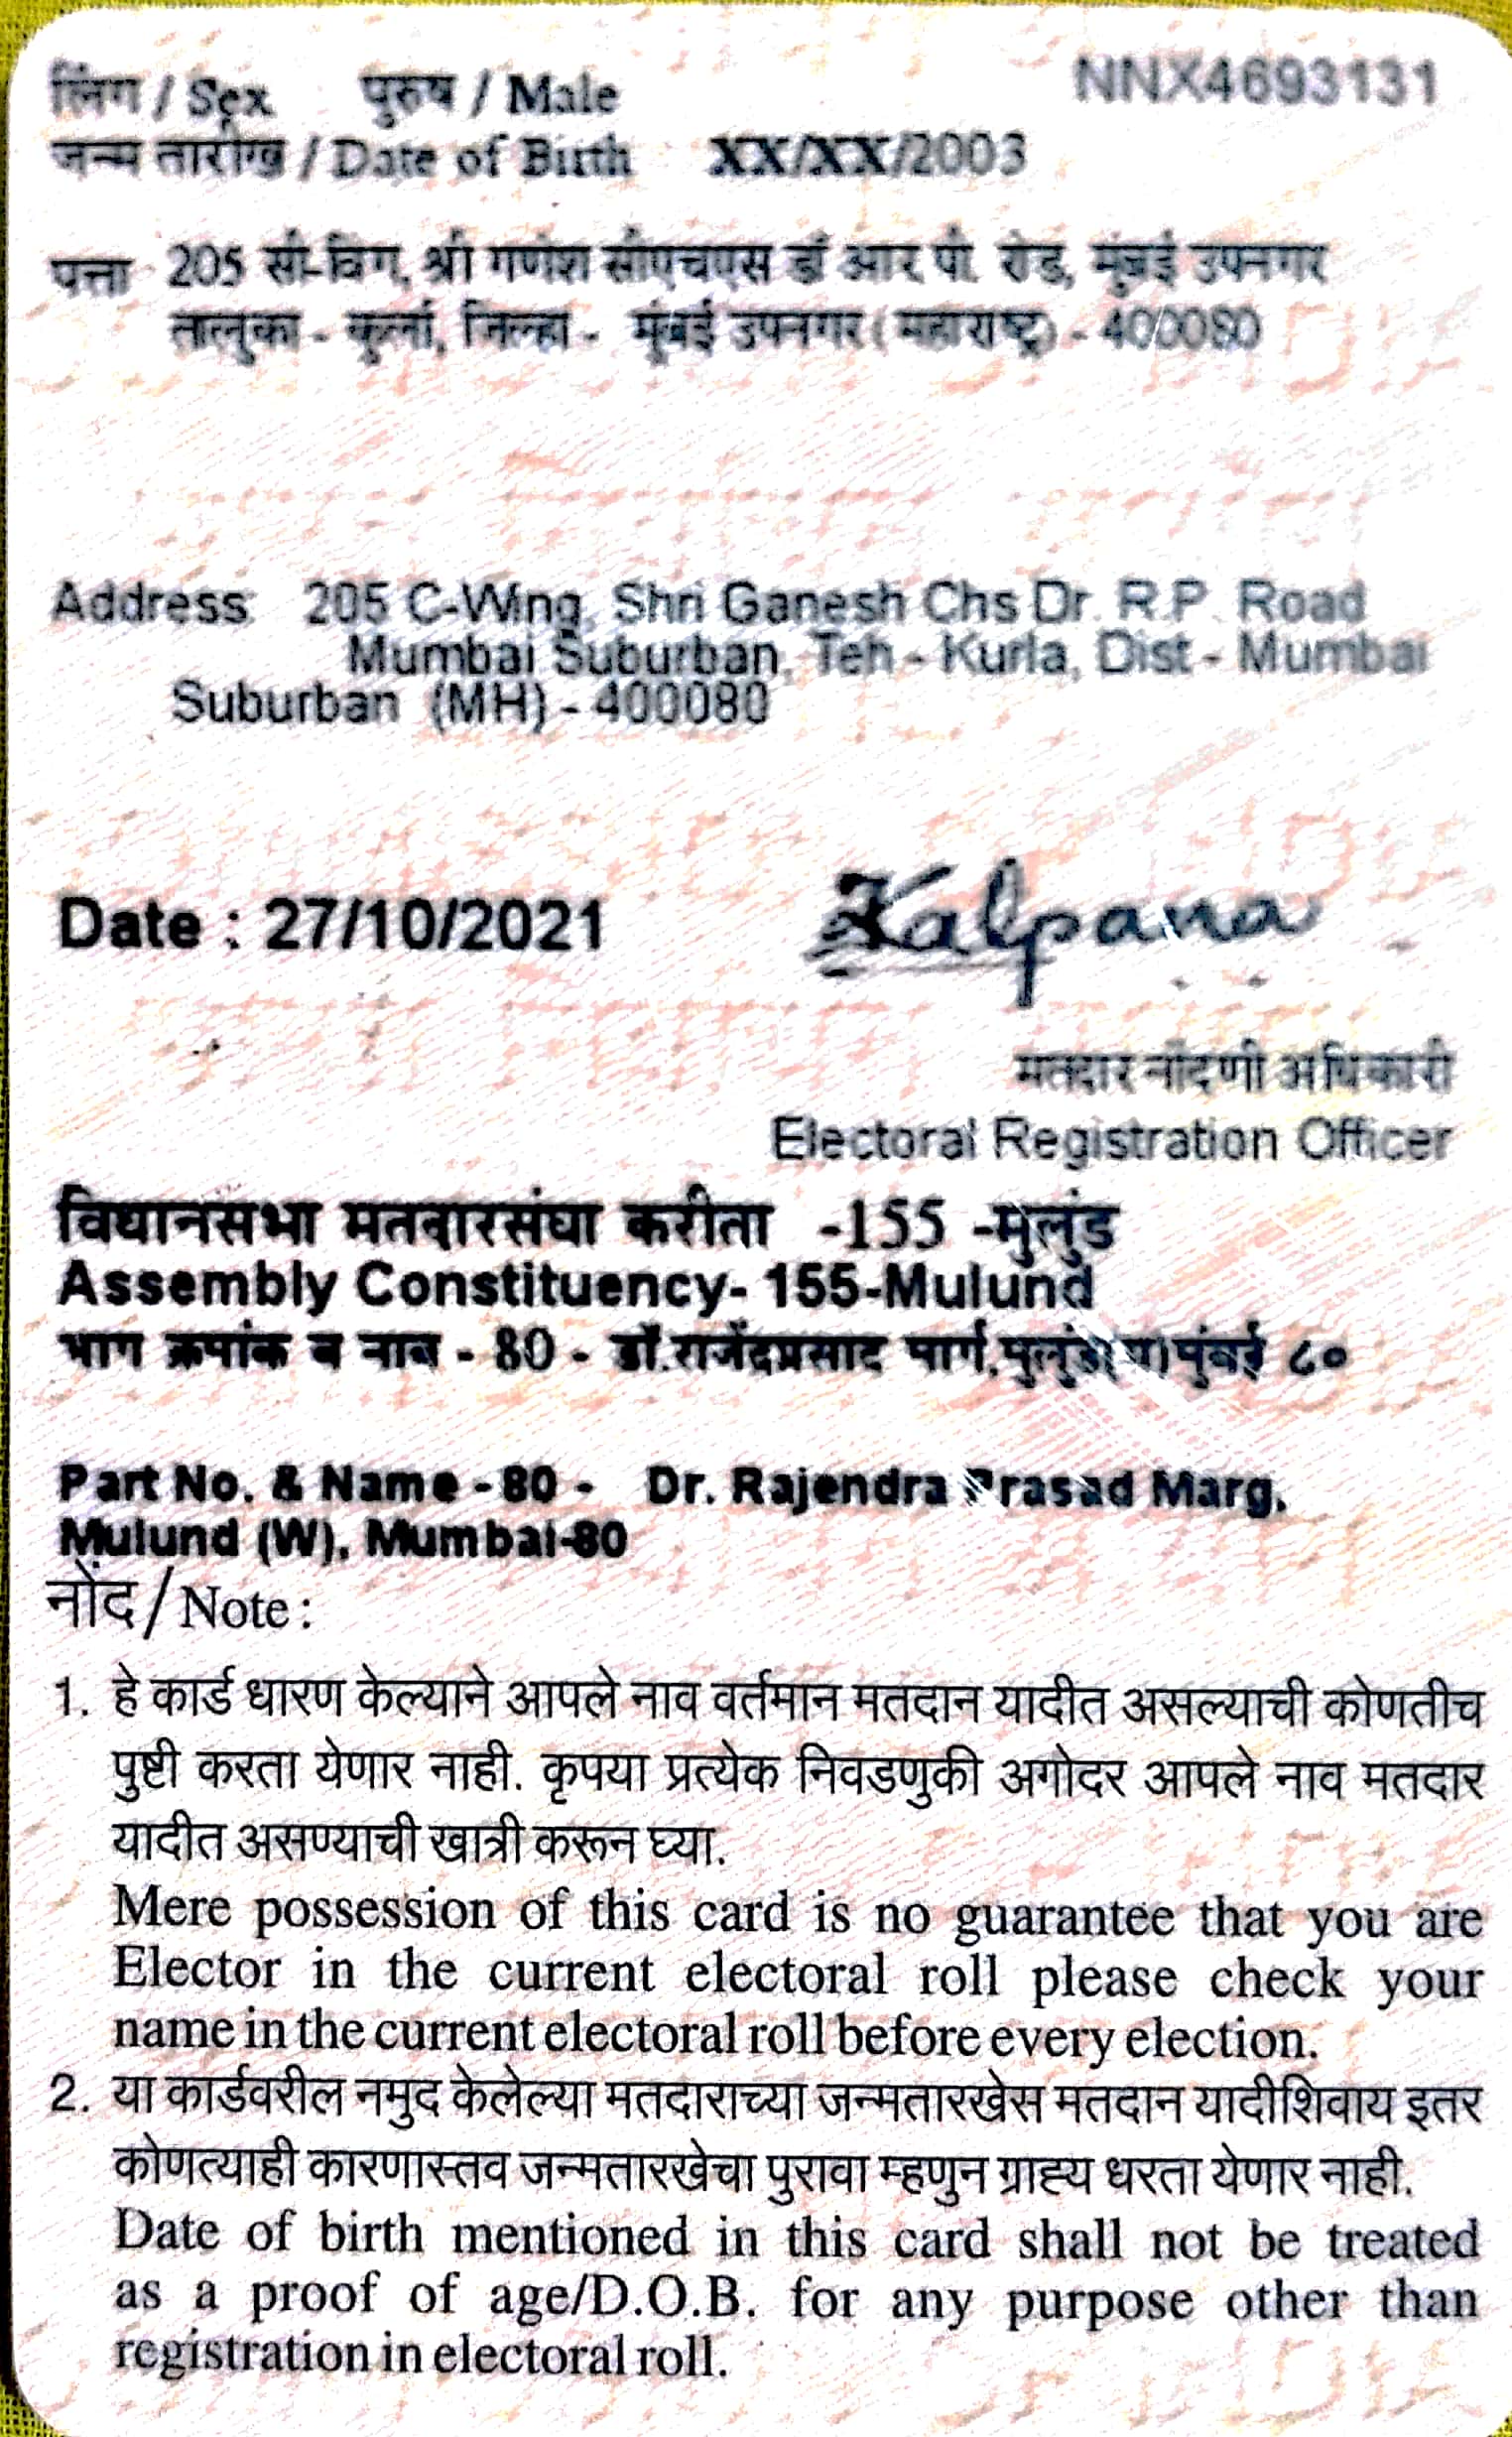 लिंग / Sex पुरुष / Male NNX4693131
जन्म तारीख / Date of Birth XX/XX/2003
पत्ता 205 सी-विंग, श्री गणेश सीएचएस डॉ आर पी. रोड, मुंबई उपनगर
तालुका - कुर्ला, जिल्हा - मुंबई उपनगर ( महाराष्ट्र) - 400080
Address: 205 C-Wing, Shri Ganesh Chs Dr. R.P. Road
Mumbai Suburban, Teh - Kurla, Dist - Mumbai
Suburban (MH) - 400080
Date : 27/10/2021 Kalpana
मतदार नोंदणी अधिकारी
Electoral Registration Officer
विधानसभा मतदारसंघा करीता -155 -मुलुंड
Assembly Constituency- 155-Mulund
भाग क्रमांक व नाव - 80 - डॉ.राजेंद्रप्रसाद मार्ग,मुलुंड(प)मुंबई ८०
Part No. & Name - 80 - Dr. Rajendra Prasad Marg,
Mulund (W), Mumbai-80
नोंद/Note :
1. हे कार्ड धारण केल्याने आपले नाव वर्तमान मतदान यादीत असल्याची कोणतीच
पुष्टी करता येणार नाही. कृपया प्रत्येक निवडणुकी अगोदर आपले नाव मतदार
यादीत असण्याची खात्री करून घ्या.
Mere possession of this card is no guarantee that you are
Elector in the current electoral roll please check your
name in the current electoral roll before every election.
2. या कार्डवरील नमुद केलेल्या मतदाराच्या जन्मतारखेस मतदान यादीशिवाय इतर
कोणत्याही कारणास्तव जन्मतारखेचा पुरावा म्हणुन ग्राह्य धरता येणार नाही.
Date of birth mentioned in this card shall not be treated
as a proof of age/D.O.B. for any purpose other than
registration in electoral roll.